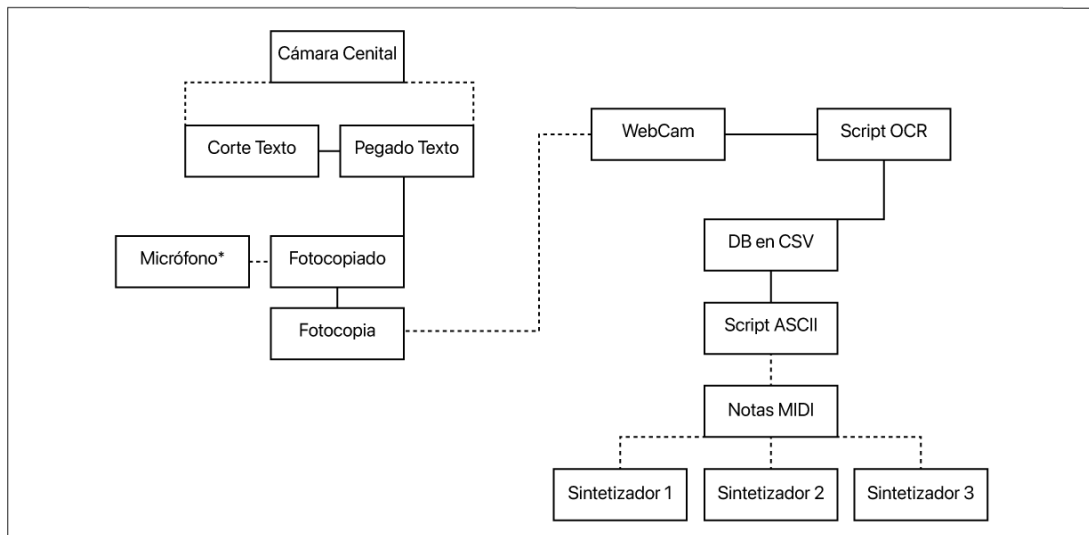 Cámara Cenital
Corte Texto
Pegado Texto
Micrófono*
Fotocopiado
Fotocopia
WebCam
Script OCR
DB en CSV
Script ASCII
Notas MIDI
Sintetizador 1
Sintetizador 2
Sintetizador 3